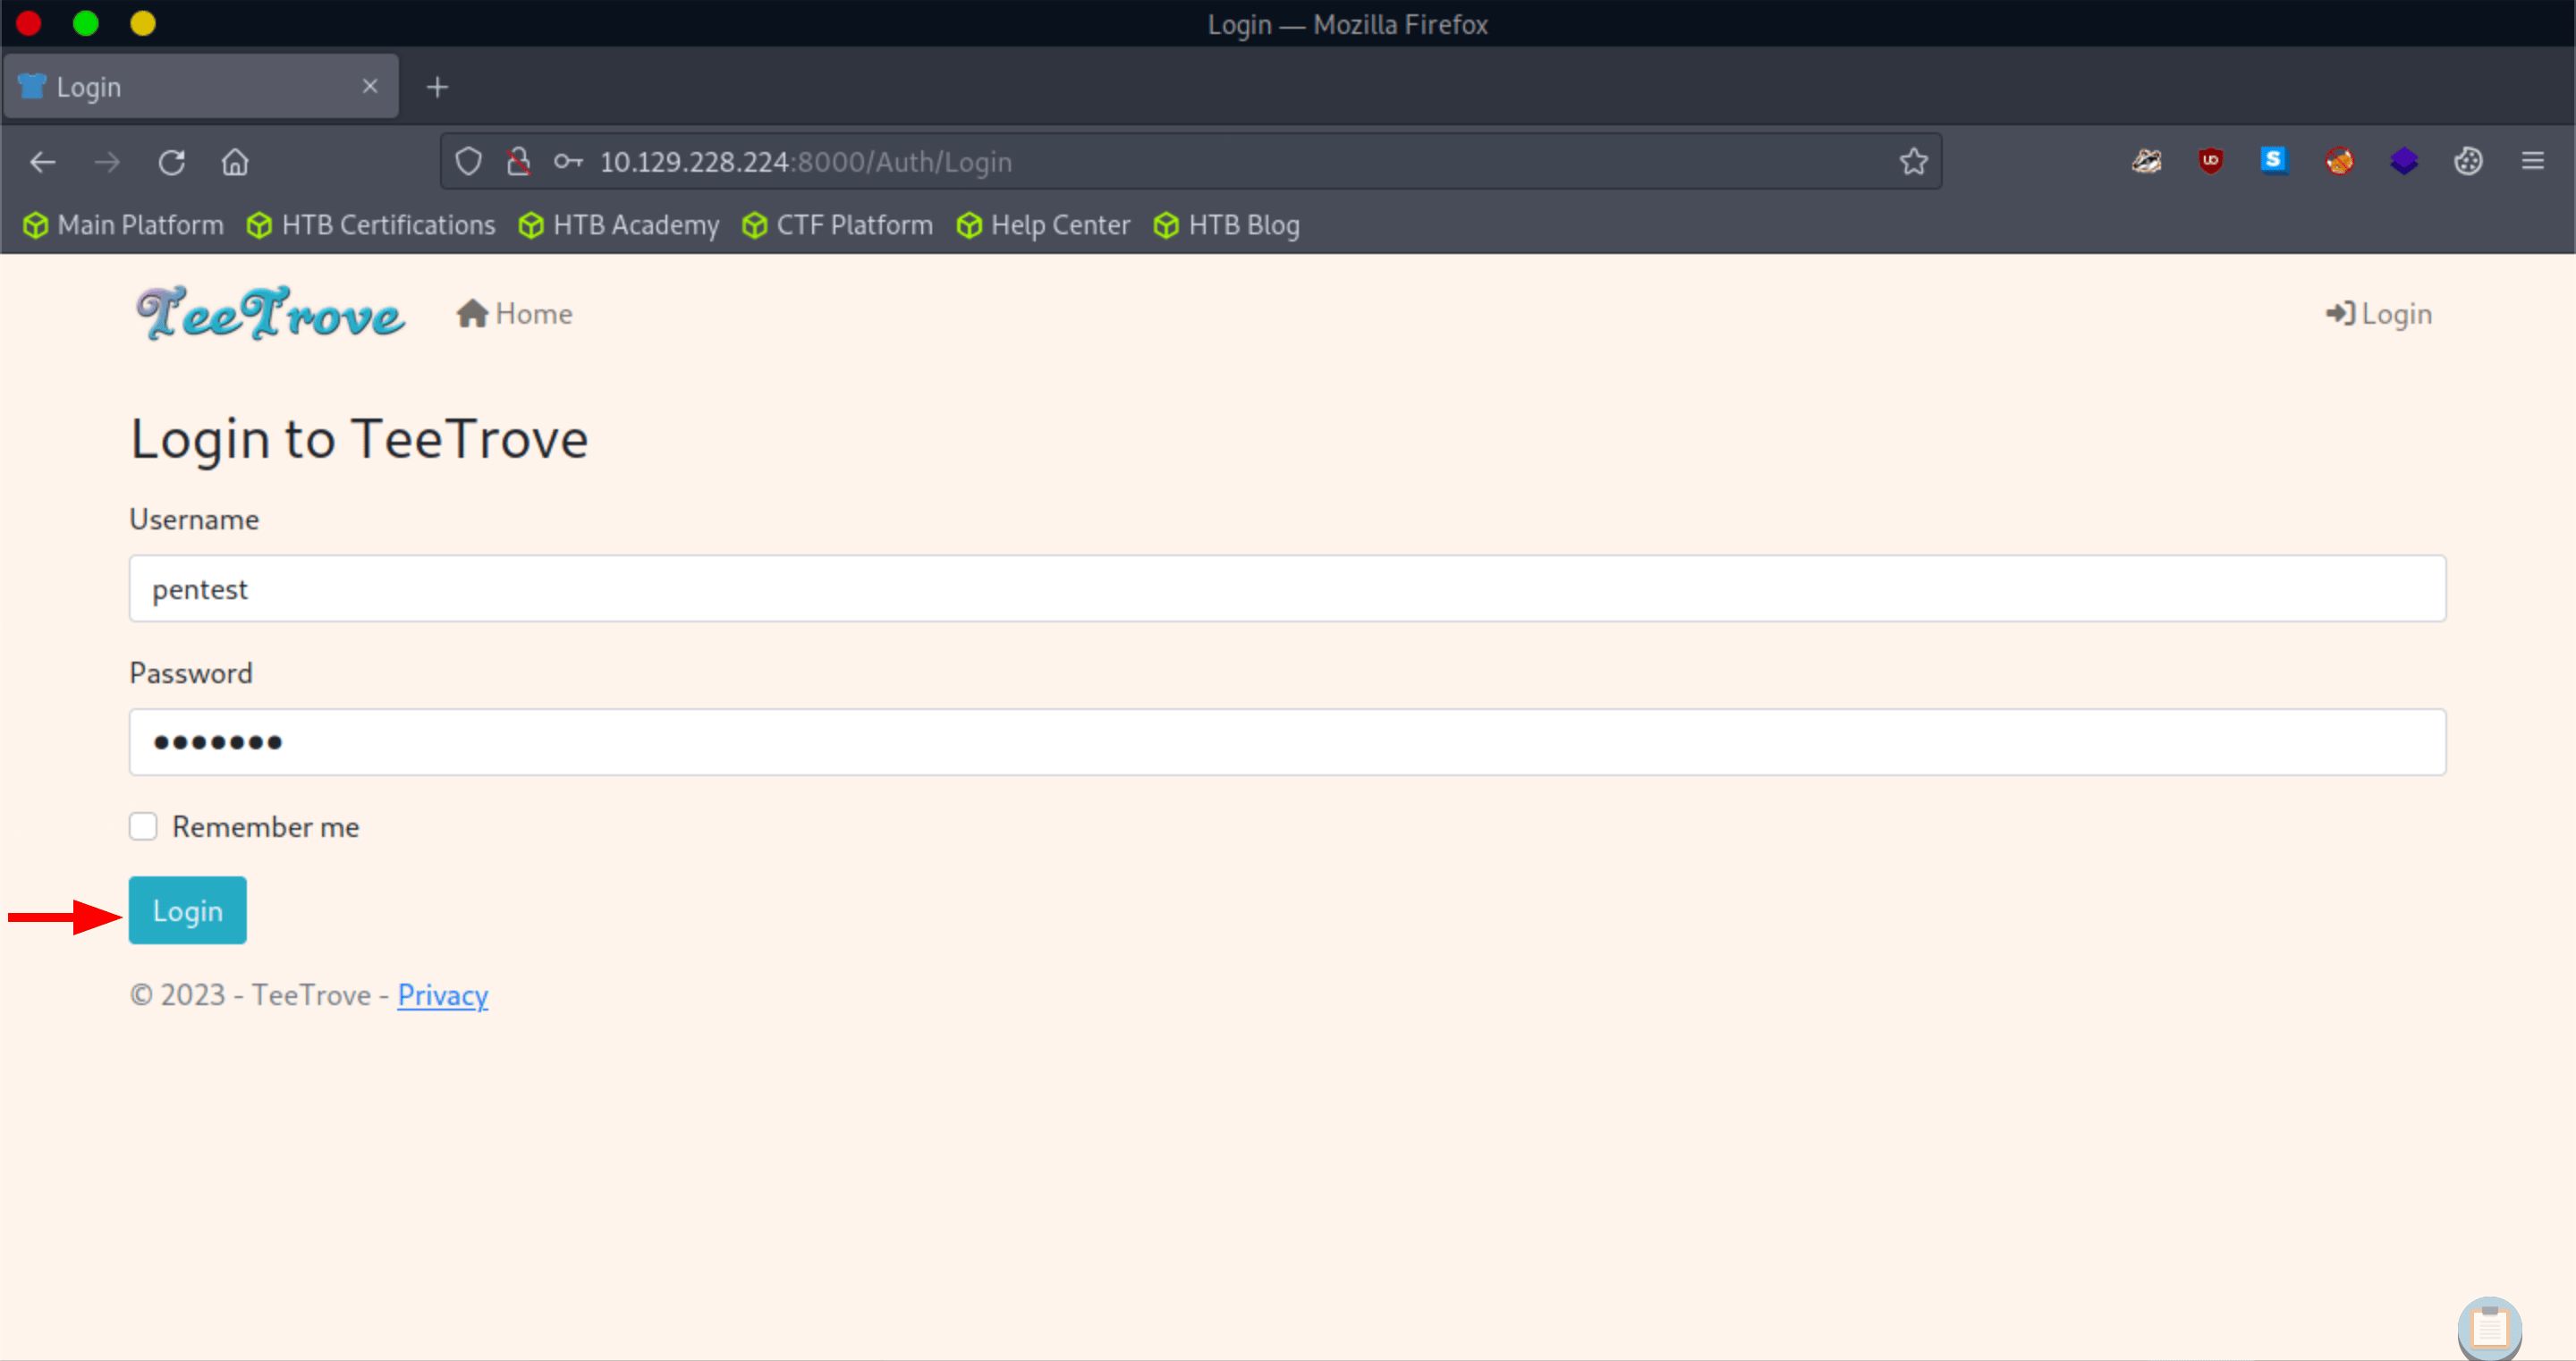 Login — Mozilla Firefox
Login
10.129.228.224:8000/Auth/Login
Main Platform HTB Certifications HTB Academy CTF Platform Help Center HTB Blog
TeeTrove Home Login
Login to TeeTrove
Username
pentest
Password
•••••••
Remember me
Login
© 2023 - TeeTrove - Privacy